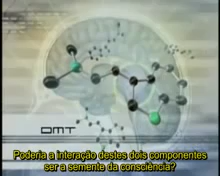 DMT
Poderia a interação destes dois componentes
ser a semente da consciência?